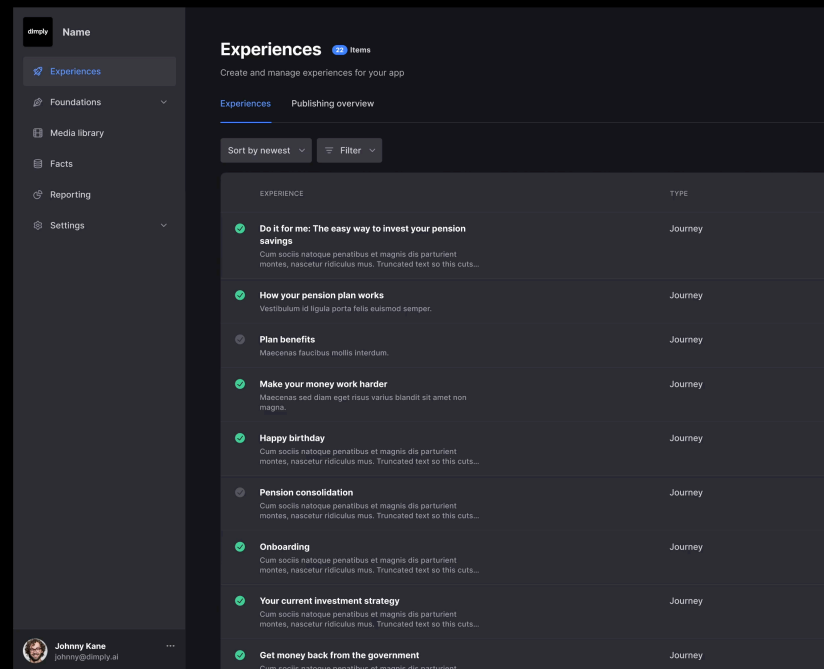 dimply
Name
Experiences
Foundations
Media library
Facts
Reporting
Settings
Johnny Kane
johnny@dimply.ai
Experiences 22 Items
Create and manage experiences for your app
Experiences Publishing overview
Sort by newest Filter
EXPERIENCE TYPE
Do it for me: The easy way to invest your pension Journey
savings
Cum sociis natoque penatibus et magnis dis parturient
montes, nascetur ridiculus mus. Truncated text so this cuts...
How your pension plan works Journey
Vestibulum id ligula porta felis euismod semper.
Plan benefits Journey
Maecenas faucibus mollis interdum.
Make your money work harder Journey
Maecenas sed diam eget risus varius blandit sit amet non
magna.
Happy birthday Journey
Cum sociis natoque penatibus et magnis dis parturient
montes, nascetur ridiculus mus. Truncated text so this cuts...
Pension consolidation Journey
Cum sociis natoque penatibus et magnis dis parturient
montes, nascetur ridiculus mus. Truncated text so this cuts...
Onboarding Journey
Cum sociis natoque penatibus et magnis dis parturient
montes, nascetur ridiculus mus. Truncated text so this cuts...
Your current investment strategy Journey
Cum sociis natoque penatibus et magnis dis parturient
montes, nascetur ridiculus mus. Truncated text so this cuts...
Get money back from the government Journey
Cum sociis natoque penatibus et magnis dis parturient